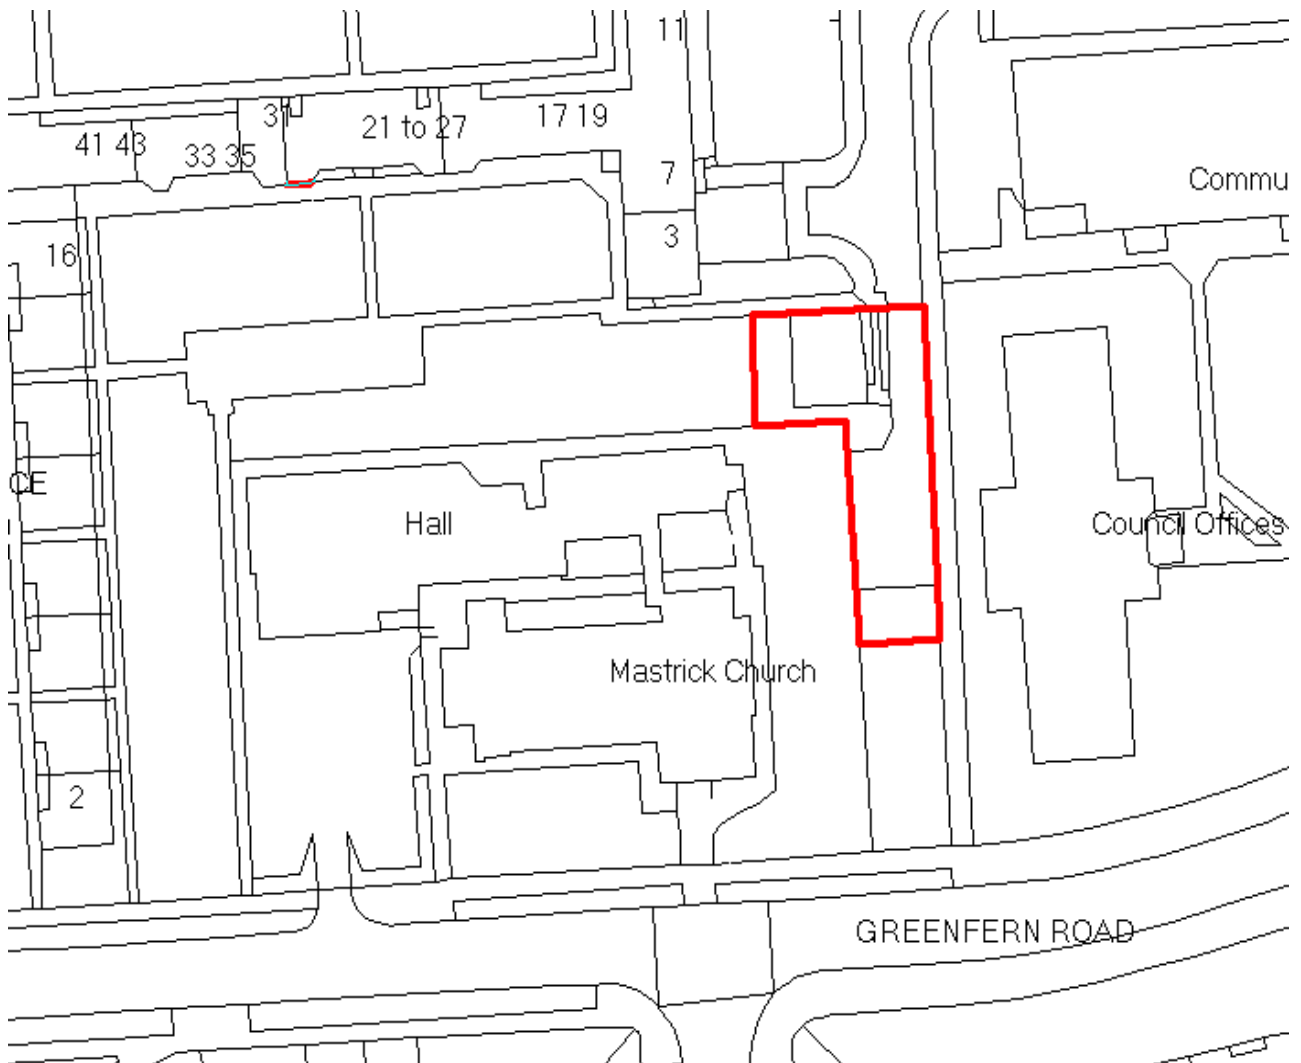 11
31
21 to 27
17 19
41 43
33 35
7
Commu
3
16
CE
Hall
Council Offices
Mastrick Church
2
GREENFERN ROAD